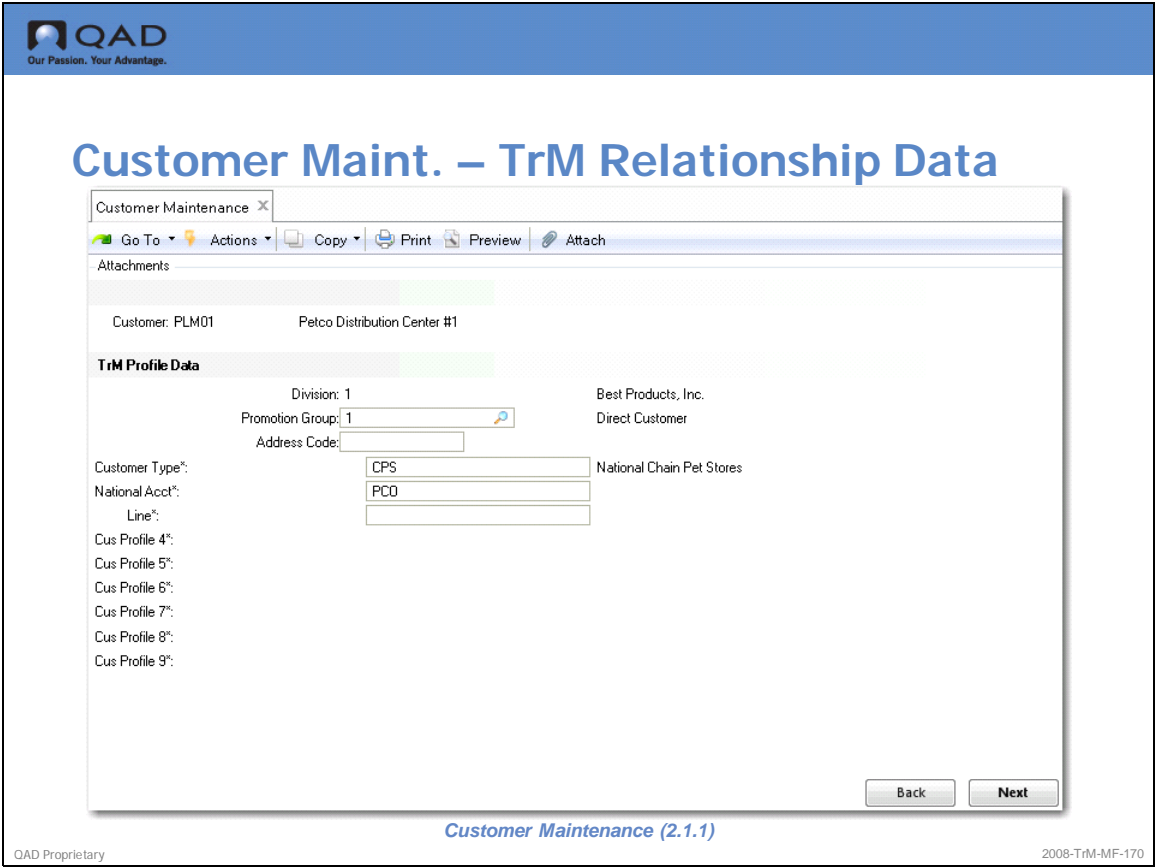 QAD
Our Passion. Your Advantage.
Customer Maint. – TrM Relationship Data
Customer Maintenance
Go To Actions Copy Print Preview Attach
Attachments
Customer: PLM01 Petco Distribution Center #1
TrM Profile Data
Division: 1 Best Products, Inc.
Promotion Group: 1 Direct Customer
Address Code:
Customer Type*: CPS National Chain Pet Stores
National Acct*: PCO
Line*:
Cus Profile 4*:
Cus Profile 5*:
Cus Profile 6*:
Cus Profile 7*:
Cus Profile 8*:
Cus Profile 9*:
Back Next
Customer Maintenance (2.1.1)
QAD Proprietary 2008-TrM-MF-170